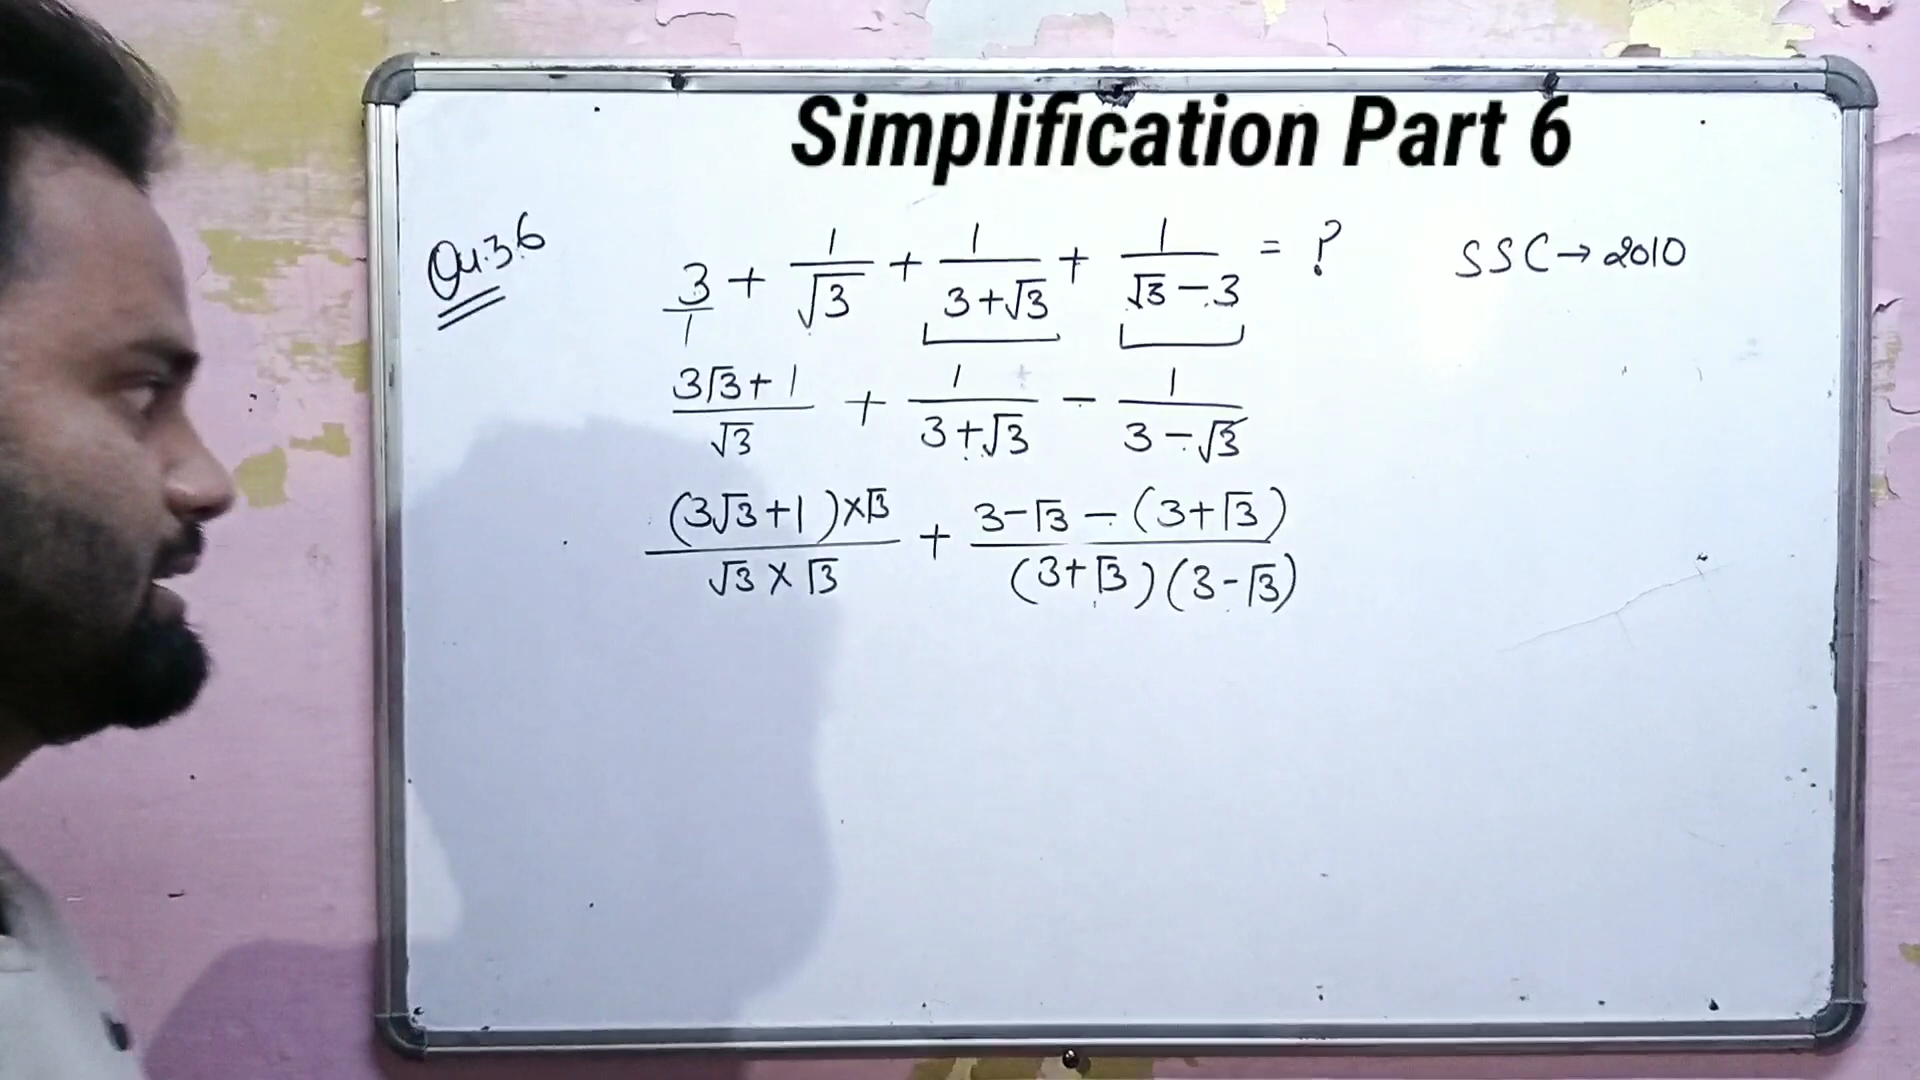 Simplification Part 6
Qu.36
3/1 + 1/√3 + 1/(3+√3) + 1/(√3-3) = ? SSC→2010
(3√3+1)/√3 + 1/(3+√3) - 1/(3-√3)
((3√3+1)×√3)/(√3×√3) + (3-√3-(3+√3))/((3+√3)(3-√3))